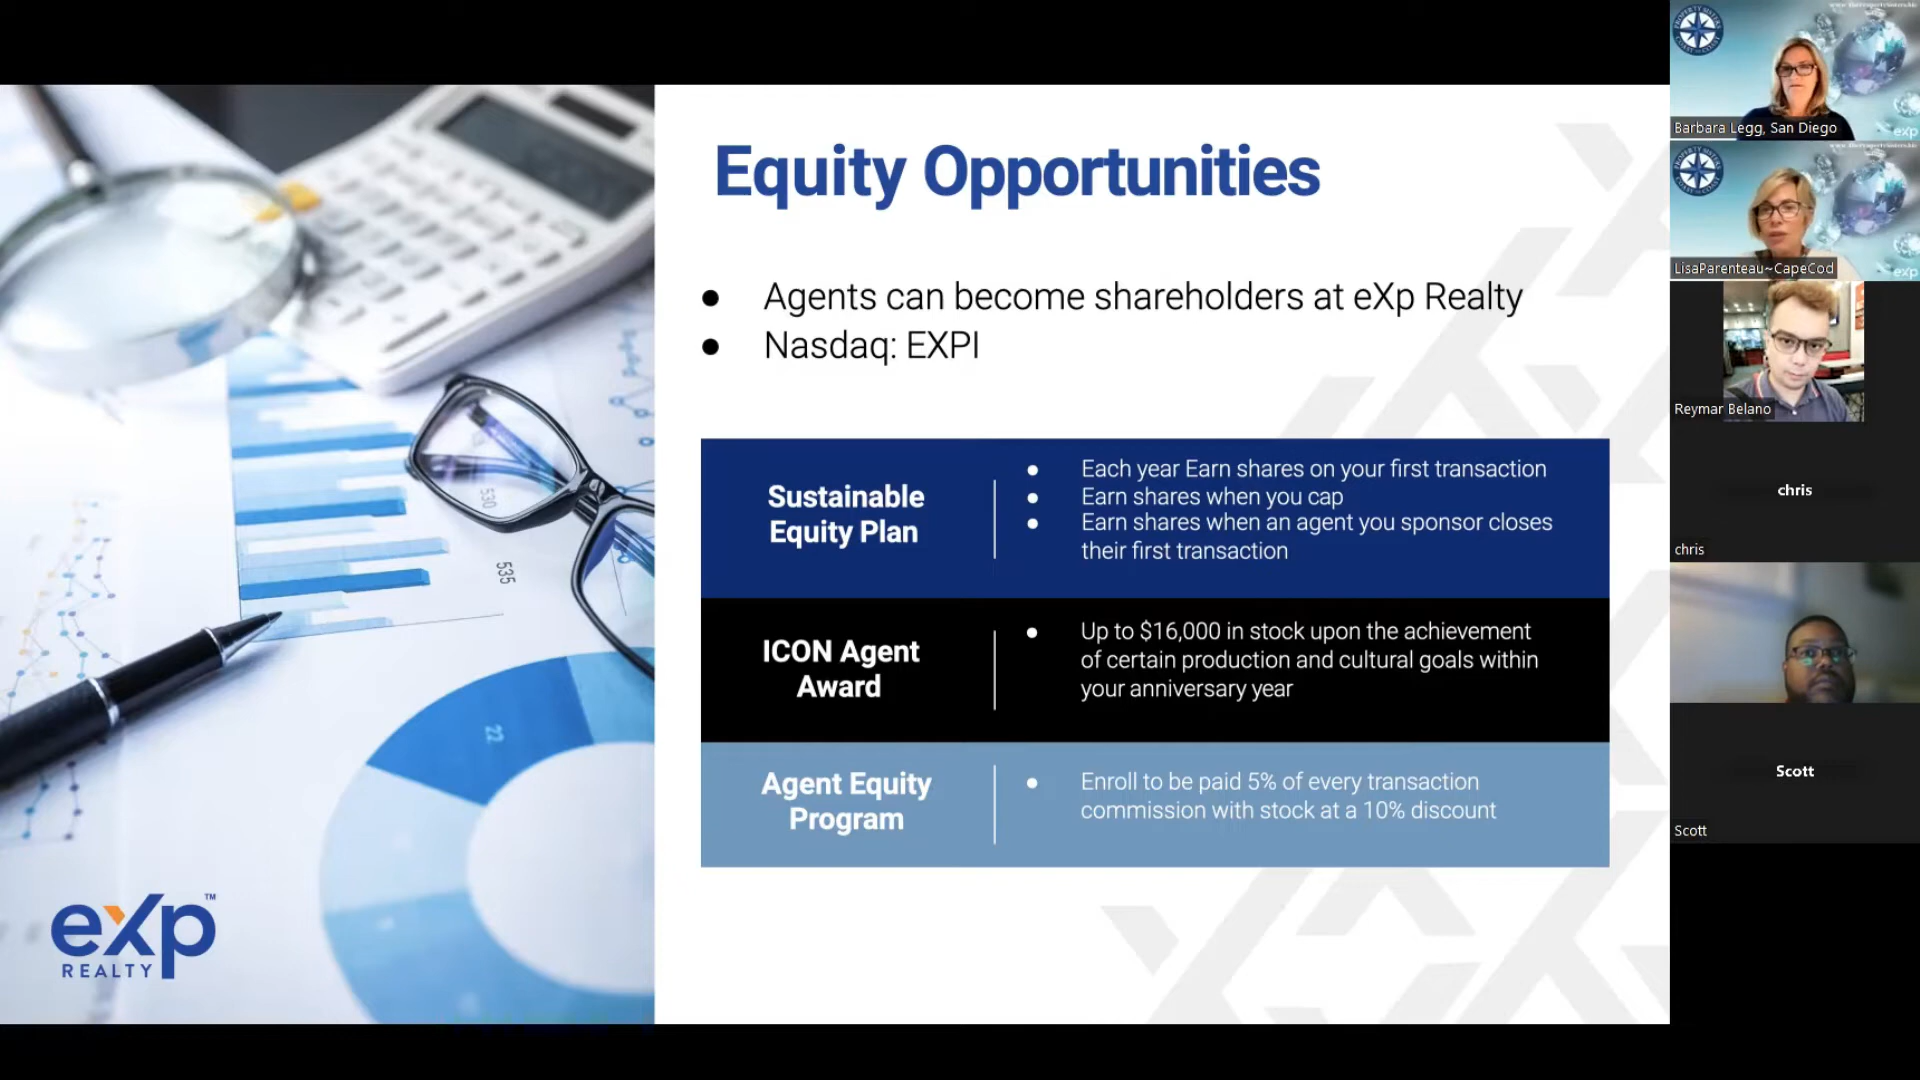 Equity Opportunities
● Agents can become shareholders at eXp Realty
● Nasdaq: EXPI
Sustainable
Equity Plan
● Each year Earn shares on your first transaction
● Earn shares when you cap
● Earn shares when an agent you sponsor closes
their first transaction
ICON Agent
Award
● Up to $16,000 in stock upon the achievement
of certain production and cultural goals within
your anniversary year
Agent Equity
Program
● Enroll to be paid 5% of every transaction
commission with stock at a 10% discount
530
535
22
eXp™
REALTY
Barbara Legg, San Diego
exp
LisaParenteau~CapeCod
exp
Reymar Belano
chris
chris
Scott
Scott